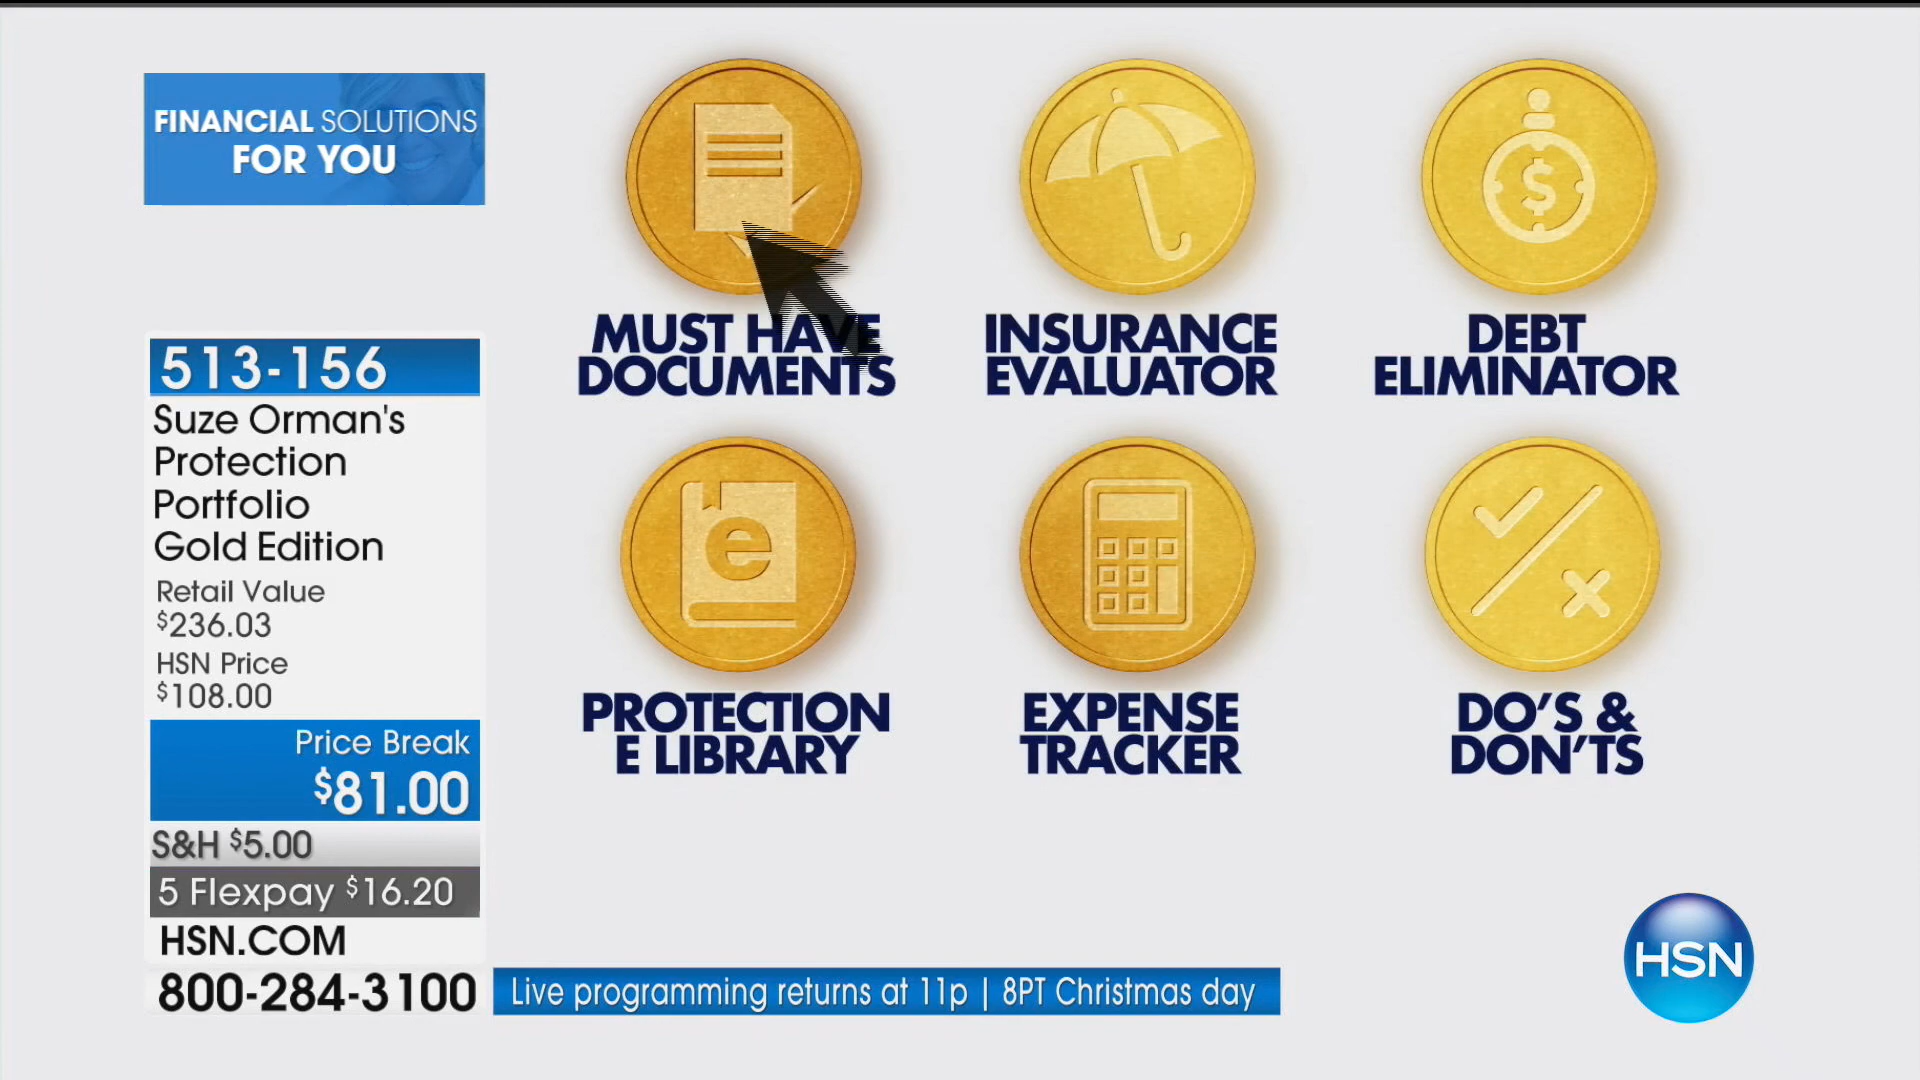 FINANCIAL SOLUTIONS
FOR YOU
513-156
Suze Orman's
Protection
Portfolio
Gold Edition
Retail Value
$236.03
HSN Price
$108.00
Price Break
$81.00
S&H $5.00
5 Flexpay $16.20
HSN.COM
800-284-3100
MUST HAVE
DOCUMENTS
INSURANCE
EVALUATOR
DEBT
ELIMINATOR
$
e
PROTECTION
E LIBRARY
EXPENSE
TRACKER
DO'S &
DON'TS
Live programming returns at 11p | 8PT Christmas day
HSN